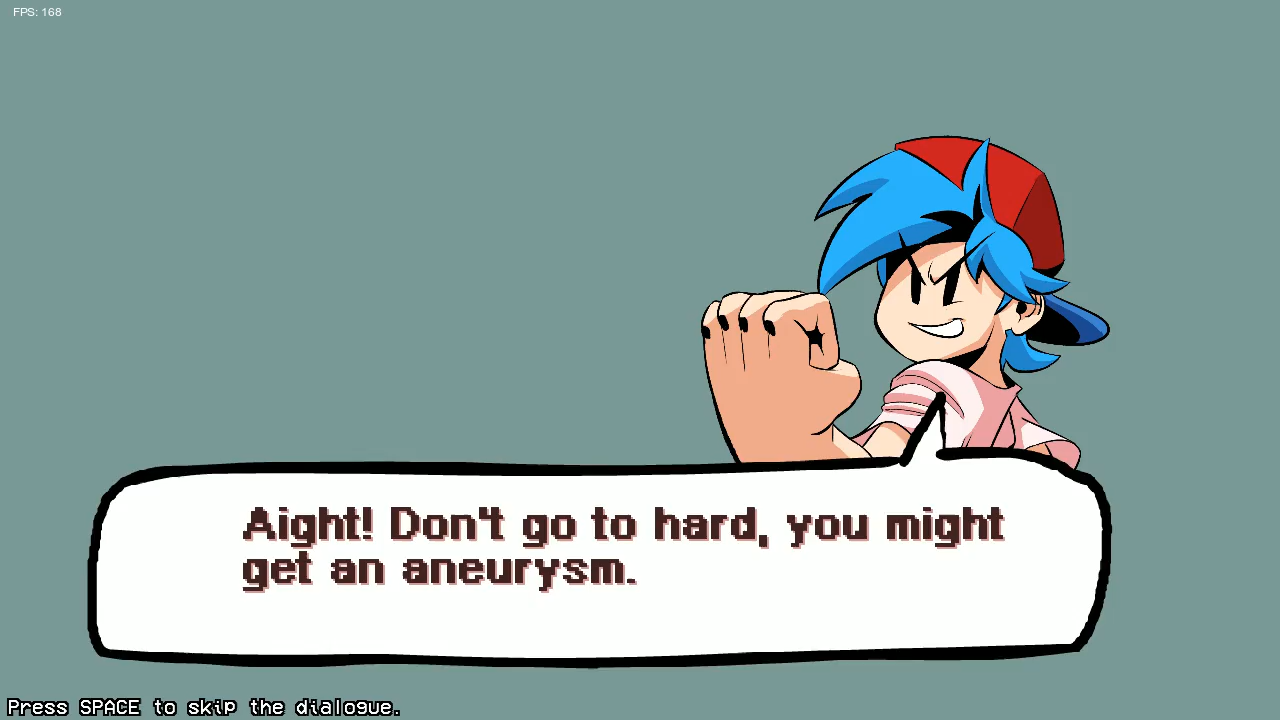 FPS: 168
Aight! Don't go to hard, you might
get an aneurysm.
Press SPACE to skip the dialogue.